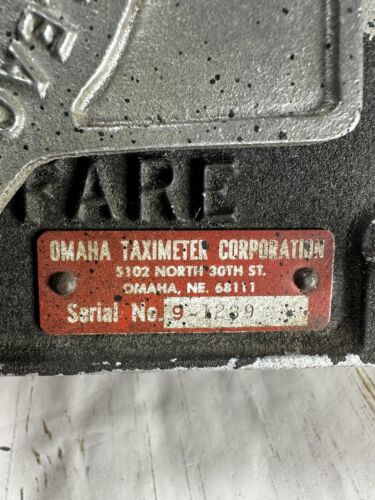 FARE
OMAHA TAXIMETER CORPORATION
5102 NORTH 30TH ST.
OMAHA, NE. 68111
Serial No.